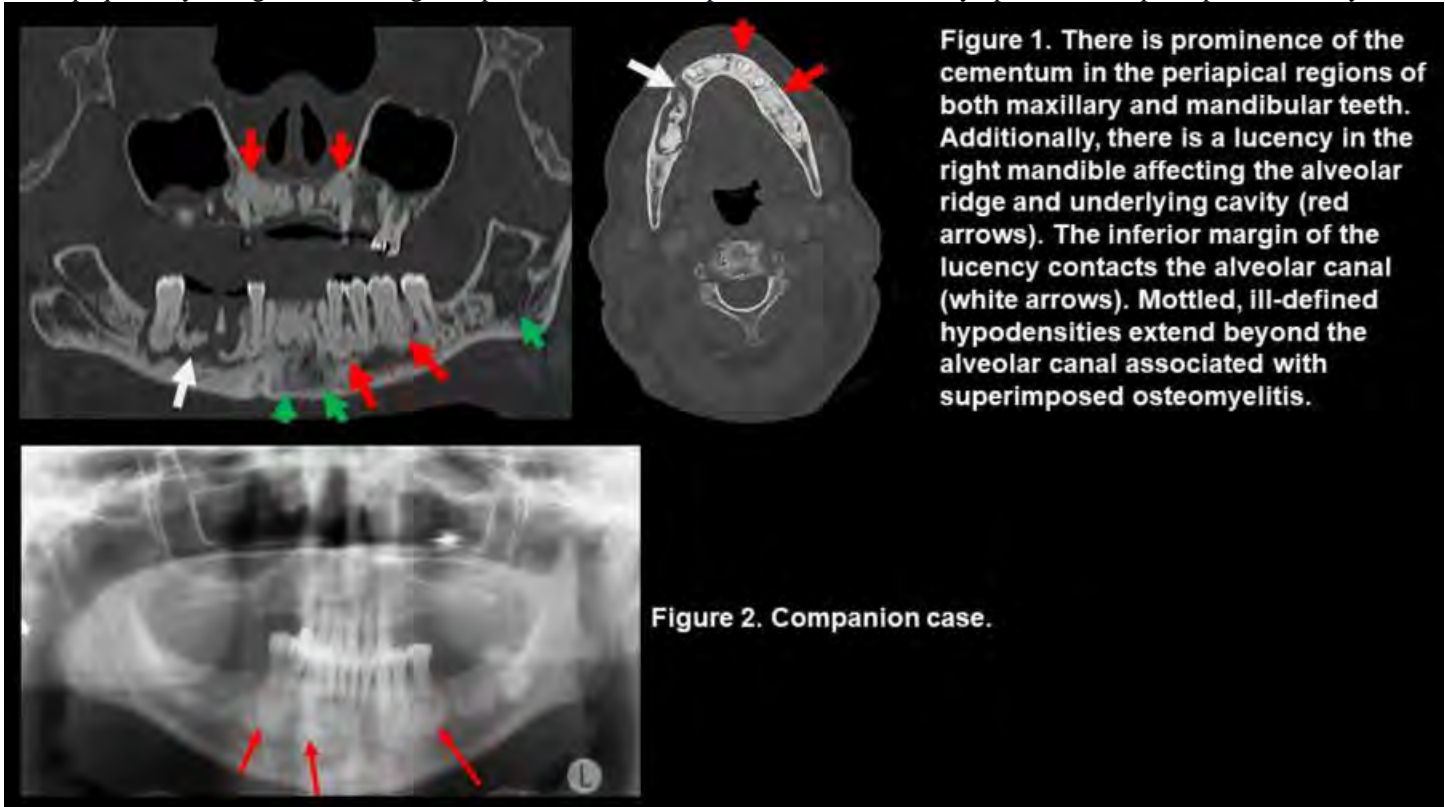 Figure 1. There is prominence of the
cementum in the periapical regions of
both maxillary and mandibular teeth.
Additionally, there is a lucency in the
right mandible affecting the alveolar
ridge and underlying cavity (red
arrows). The inferior margin of the
lucency contacts the alveolar canal
(white arrows). Mottled, ill-defined
hypodensities extend beyond the
alveolar canal associated with
superimposed osteomyelitis.
Figure 2. Companion case.
L